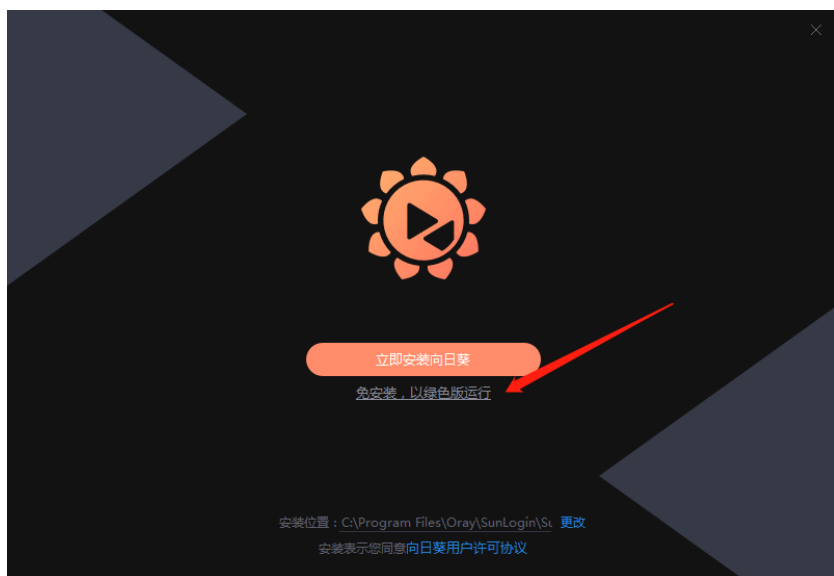 立即安装向日葵
免安装，以绿色版运行
安装位置：C:\Program Files\Oray\SunLogin\Su 更改
安装表示您同意向日葵用户许可协议